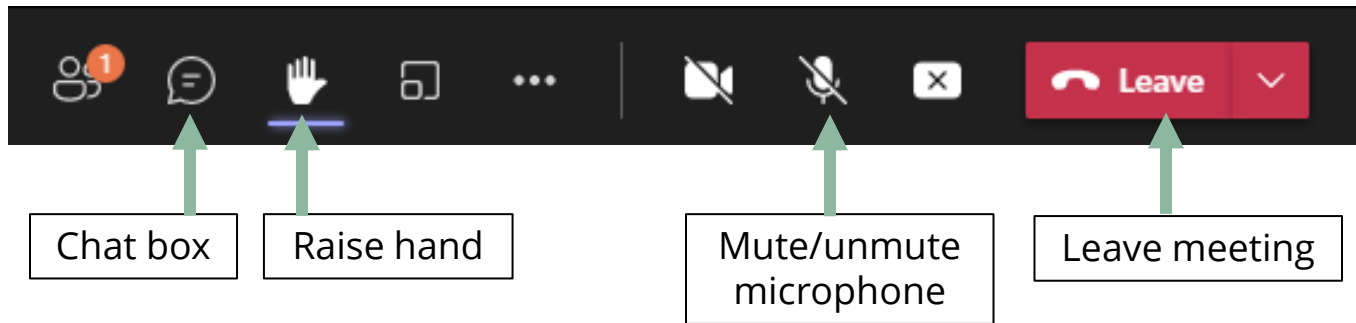 1
Leave
Chat box
Raise hand
Mute/unmute
microphone
Leave meeting